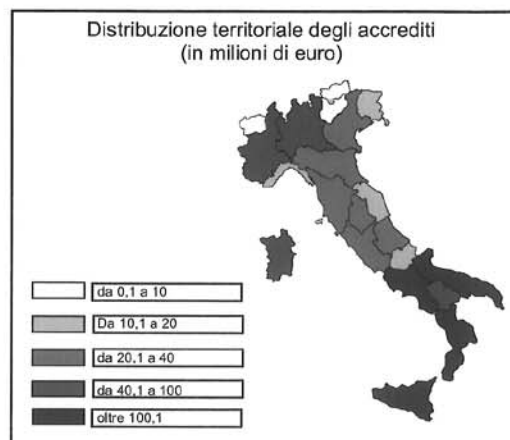 Distribuzione territoriale degli accrediti
(in milioni di euro)
da 0,1 a 10
Da 10,1 a 20
da 20,1 a 40
da 40,1 a 100
oltre 100,1